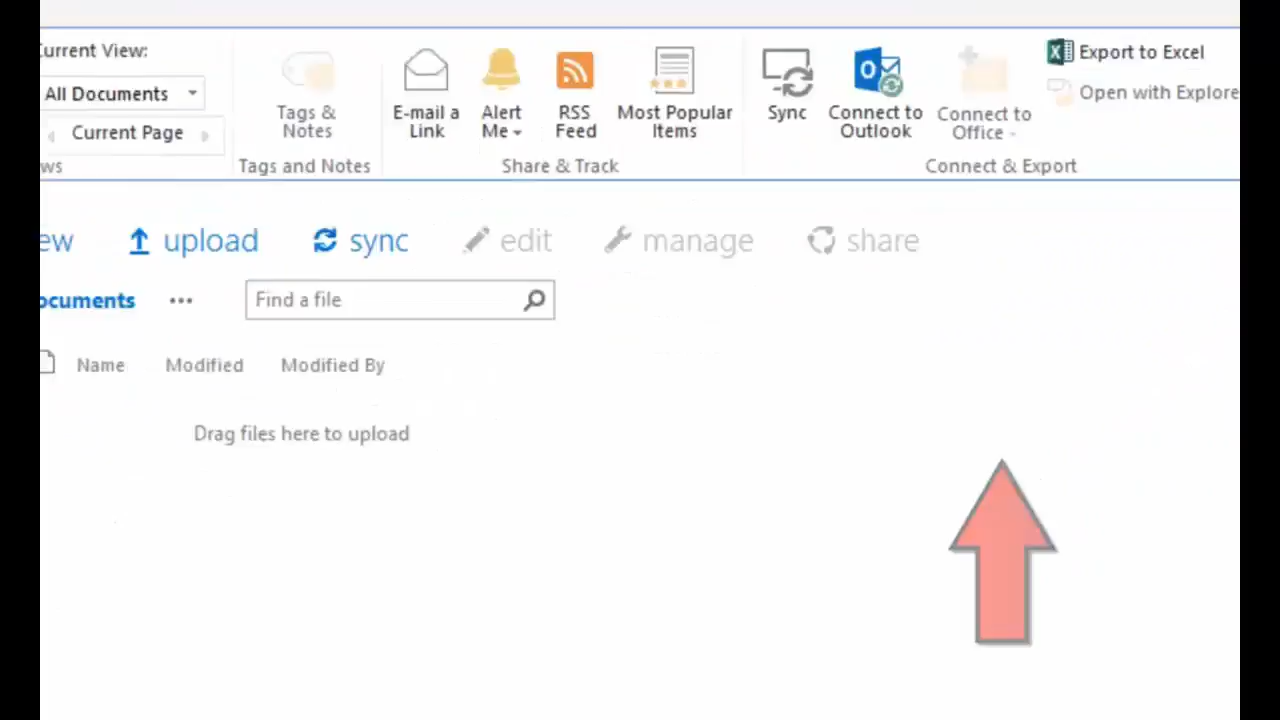 Current View:
All Documents
Current Page
ws
Tags &
Notes
Tags and Notes
E-mail a
Link
Alert
Me
RSS
Feed
Most Popular
Items
Share & Track
Sync
Connect to
Outlook
Connect to
Office
Export to Excel
Open with Explore
Connect & Export
ew
upload
sync
edit
manage
share
ocuments
...
Find a file
Name Modified Modified By
Drag files here to upload